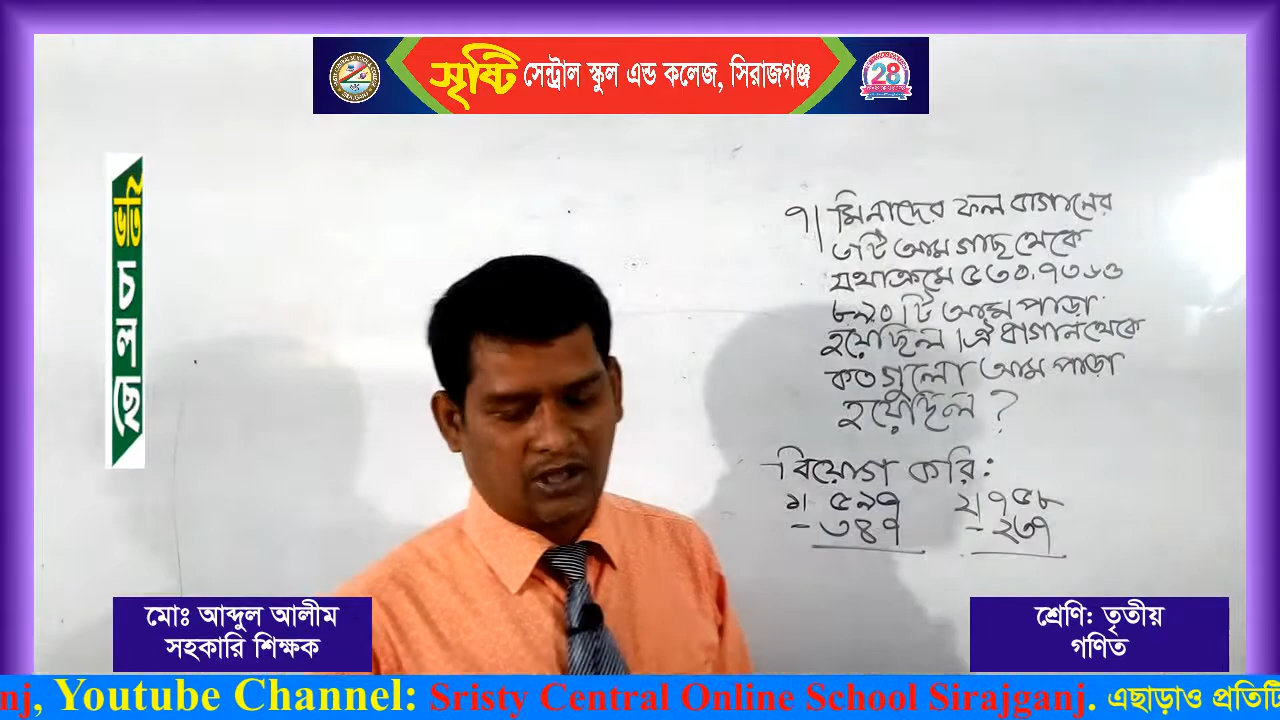 সৃষ্টি সেন্ট্রাল স্কুল এন্ড কলেজ, সিরাজগঞ্জ
28
ভর্তি চলছে
৭। মিনাদের ফল বাগানের
৩টি আম গাছ থেকে
যথাক্রমে ৫৩০, ৭৩৬ ও
৮৯০ টি আম পাড়া
হয়েছিল। ঐ বাগান থেকে
কতগুলো আম পাড়া
হয়েছিল?
বিয়োগ করি:
১। ৫৯৭ ২। ৭৫৮
- ৩৪৭ - ২৩৭
মোঃ আব্দুল আলীম
সহকারি শিক্ষক
শ্রেণি: তৃতীয়
গণিত
nj, Youtube Channel: Sristy Central Online School Sirajganj. এছাড়াও প্রতিটি